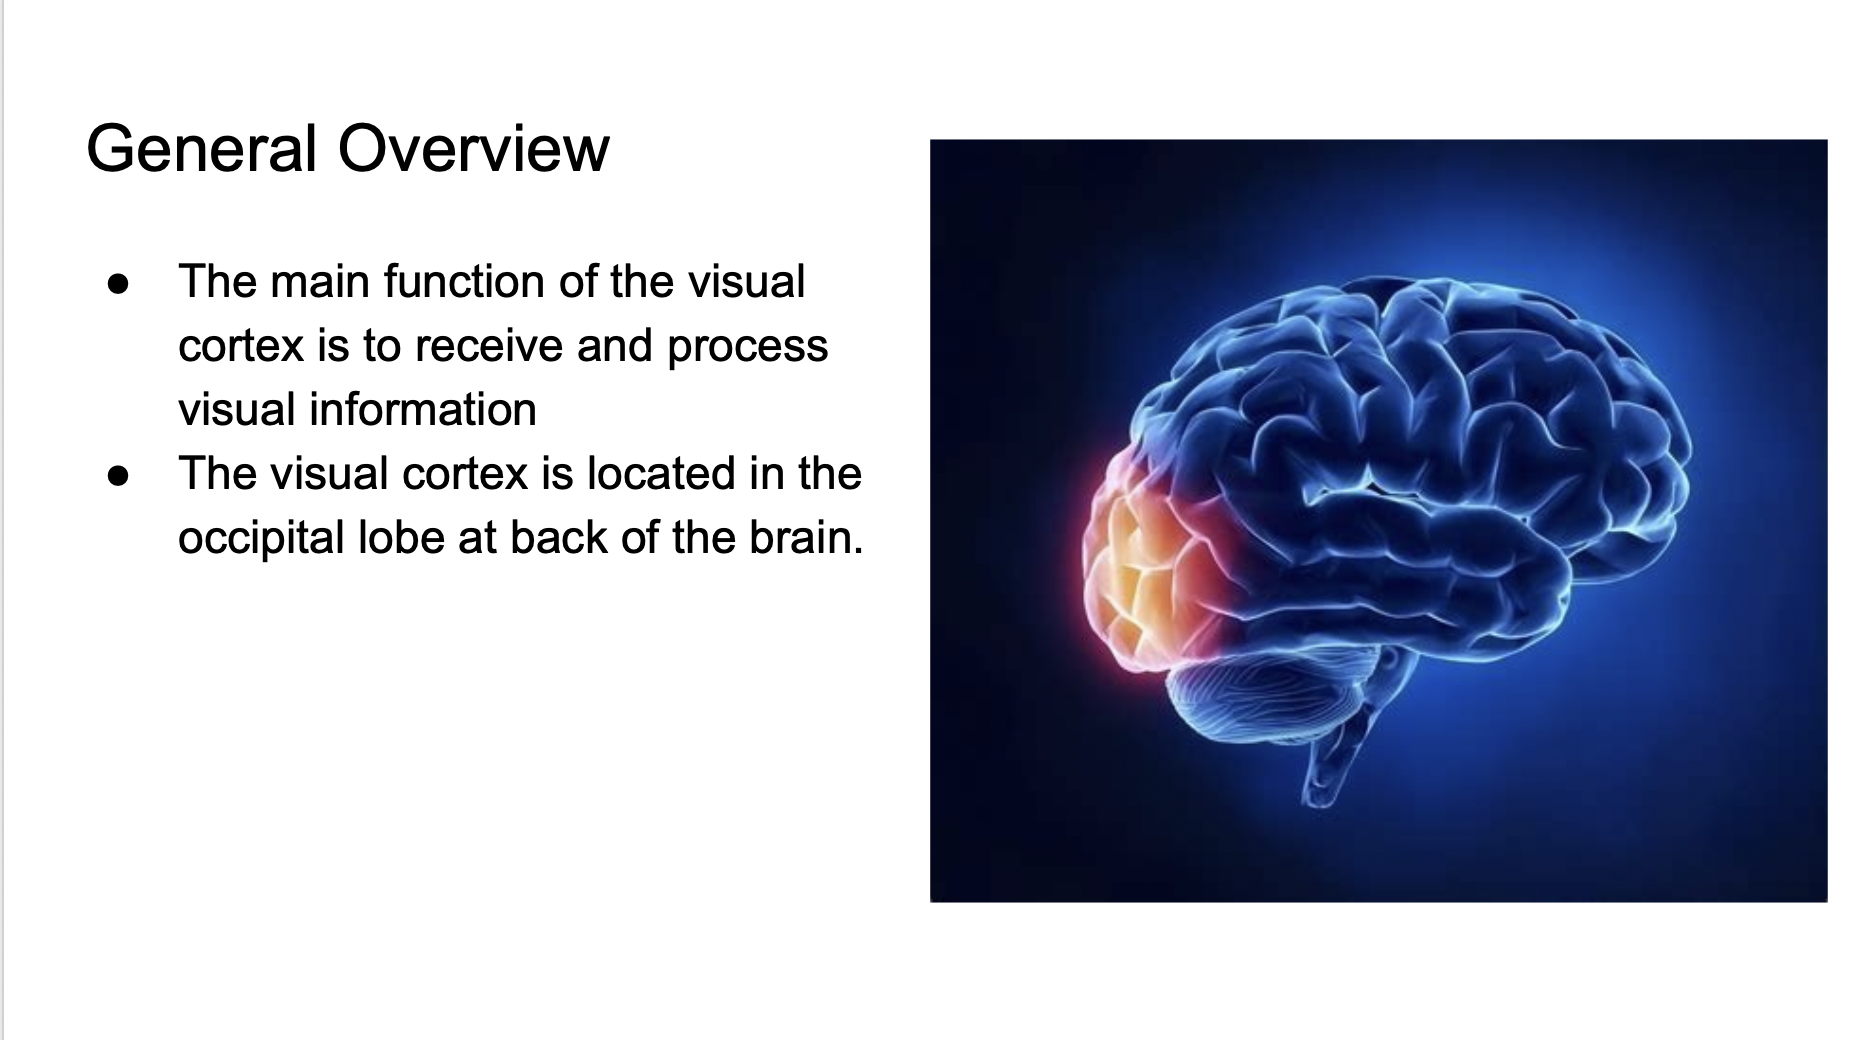 General Overview
● The main function of the visual
cortex is to receive and process
visual information
● The visual cortex is located in the
occipital lobe at back of the brain.